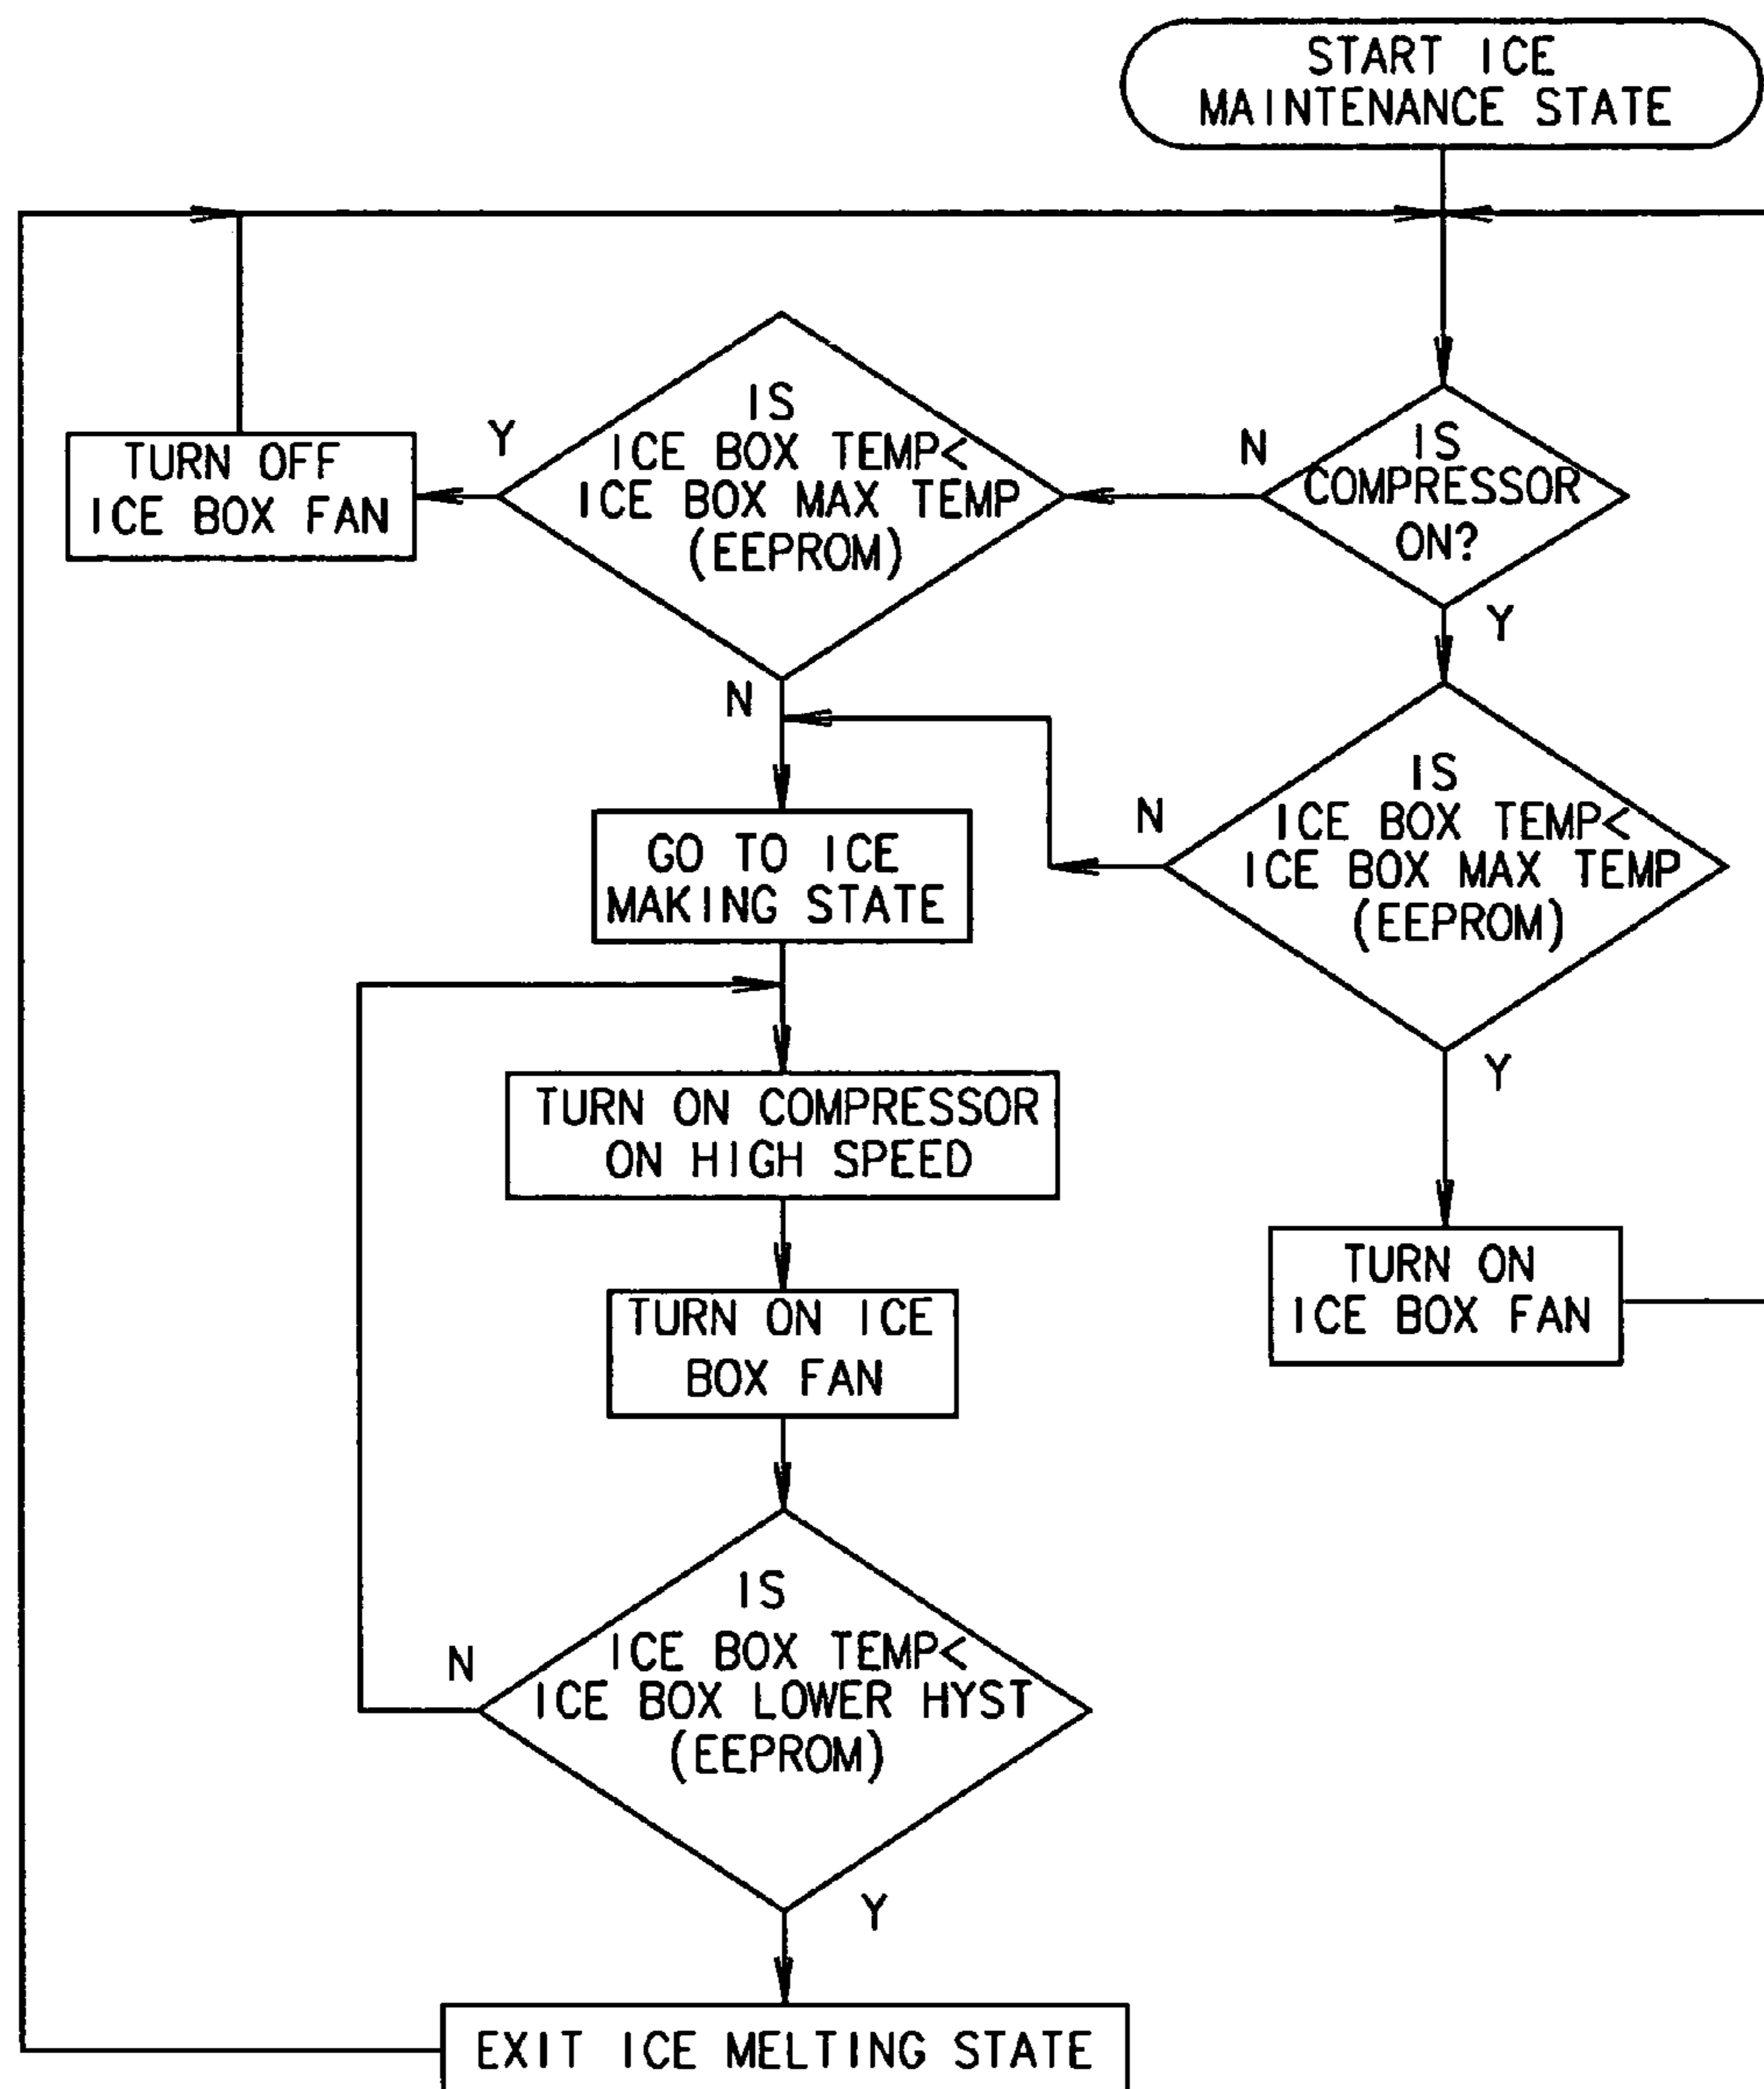 START ICE
MAINTENANCE STATE
IS
COMPRESSOR
ON?
N
Y
IS
ICE BOX TEMP<
ICE BOX MAX TEMP
(EEPROM)
Y
N
TURN OFF
ICE BOX FAN
IS
ICE BOX TEMP<
ICE BOX MAX TEMP
(EEPROM)
N
Y
GO TO ICE
MAKING STATE
TURN ON COMPRESSOR
ON HIGH SPEED
TURN ON
ICE BOX FAN
TURN ON ICE
BOX FAN
IS
ICE BOX TEMP<
ICE BOX LOWER HYST
(EEPROM)
N
Y
EXIT ICE MELTING STATE